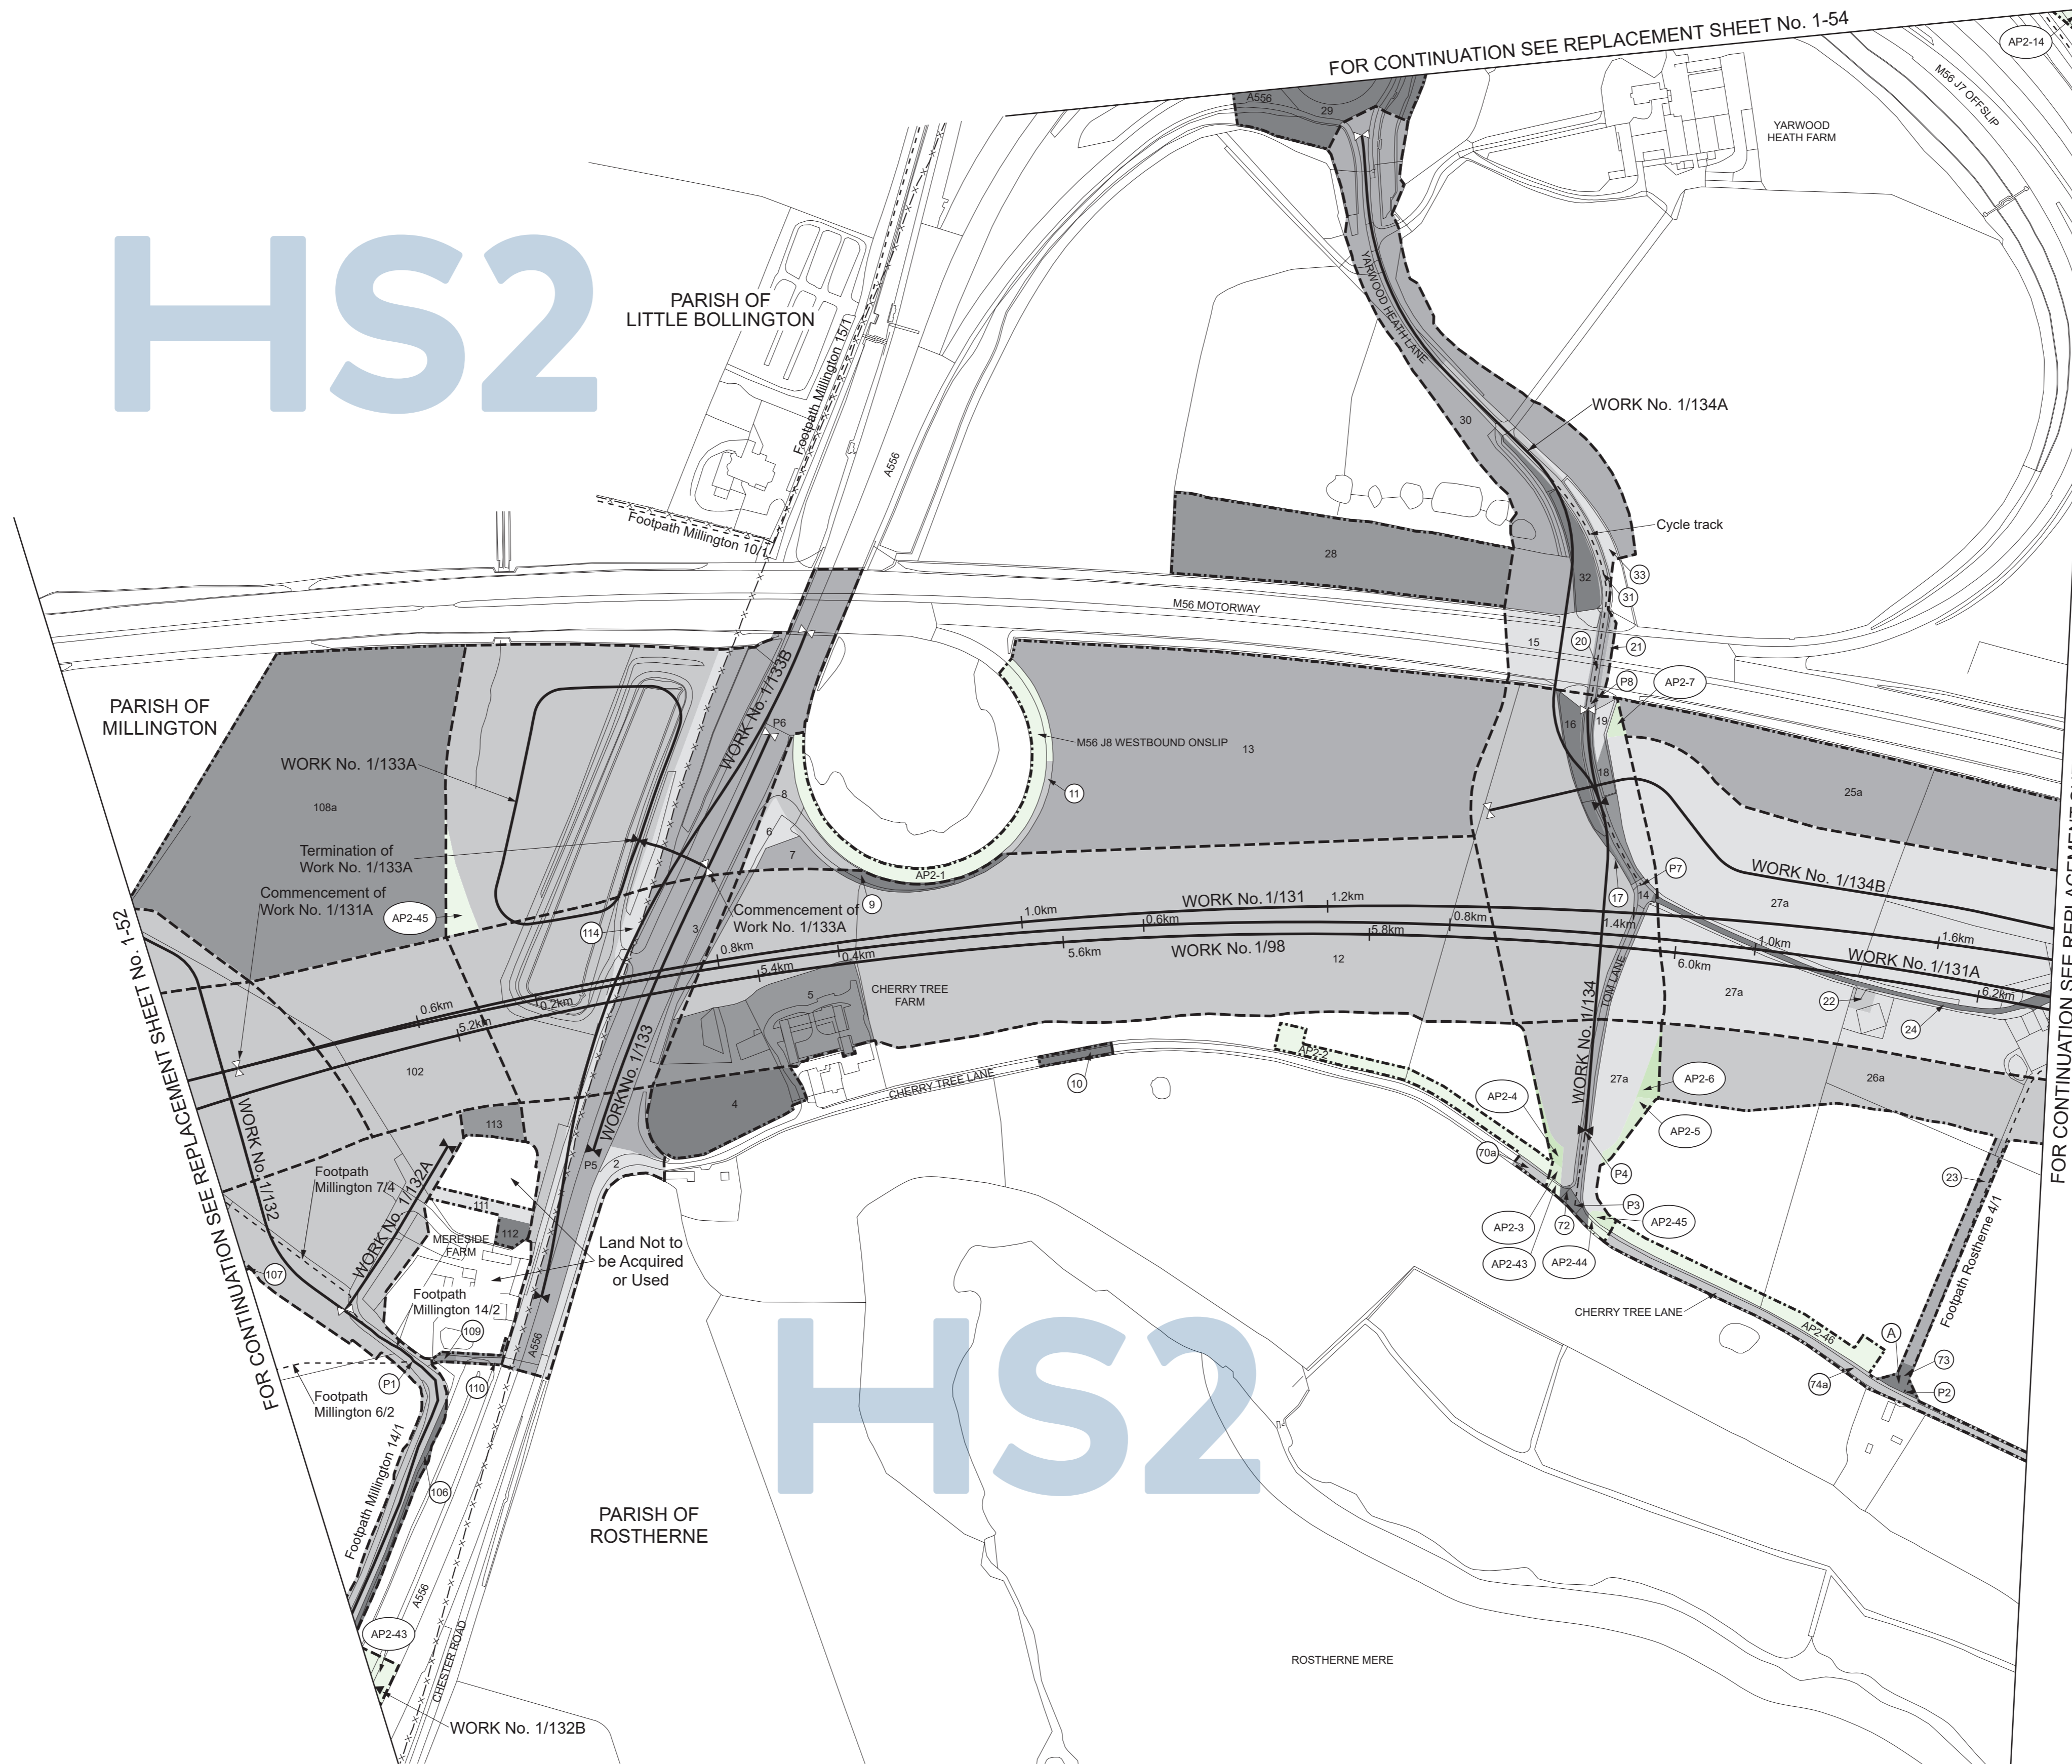 FOR CONTINUATION SEE REPLACEMENT SHEET No. 1-54
AP2-14
M56 J7 OFFSLIP
A556
29
YARWOOD
HEATH FARM
HS2
PARISH OF
LITTLE BOLLINGTON
YARWOOD HEATH LANE
Footpath Millington 15/1
A556
30
WORK No. 1/134A
Footpath Millington 10/1
Cycle track
28
32
33
31
M56 MOTORWAY
15
20
21
PARISH OF
MILLINGTON
WORK No. 1/133B
P8
AP2-7
P6
16
19
M56 J8 WESTBOUND ONSLIP
13
WORK No. 1/133A
18
11
25a
108a
8
6
7
Termination of
Work No. 1/133A
Commencement of
Work No. 1/131A
AP2-1
P7
WORK No. 1/134B
17
14
9
AP2-45
Commencement of
Work No. 1/133A
WORK No. 1/131
1.2km
1.0km
0.6km
0.8km
1.4km
27a
114
3
5.8km
1.6km
1.0km
0.8km
0.4km
5.4km
5.6km
WORK No. 1/98
12
6.0km
WORK No. 1/131A
6.2km
FOR CONTINUATION SEE REPLACEMENT SHEET No. 1-52
0.6km
0.2km
5.2km
5
CHERRY TREE
FARM
TOM LANE
27a
22
24
WORK No. 1/133
WORK No. 1/134
102
AP2-2
10
CHERRY TREE LANE
27a
AP2-6
26a
4
AP2-4
AP2-5
WORK No. 1/132
113
WORK No. 1/132A
P5
2
70a
P4
Footpath
Millington 7/4
23
111
112
MERESIDE
FARM
P3
72
AP2-3
AP2-45
Land Not to
be Acquired
or Used
AP2-43
AP2-44
107
Footpath
Millington 14/2
Footpath Rostherne 4/1
CHERRY TREE LANE
AP2-46
A
109
A556
73
P1
110
74a
P2
Footpath
Millington 6/2
HS2
Footpath Millington 14/1
106
PARISH OF
ROSTHERNE
A556
AP2-43
CHESTER ROAD
ROSTHERNE MERE
WORK No. 1/132B
FOR CONTINUATION SEE REPLACEMENT